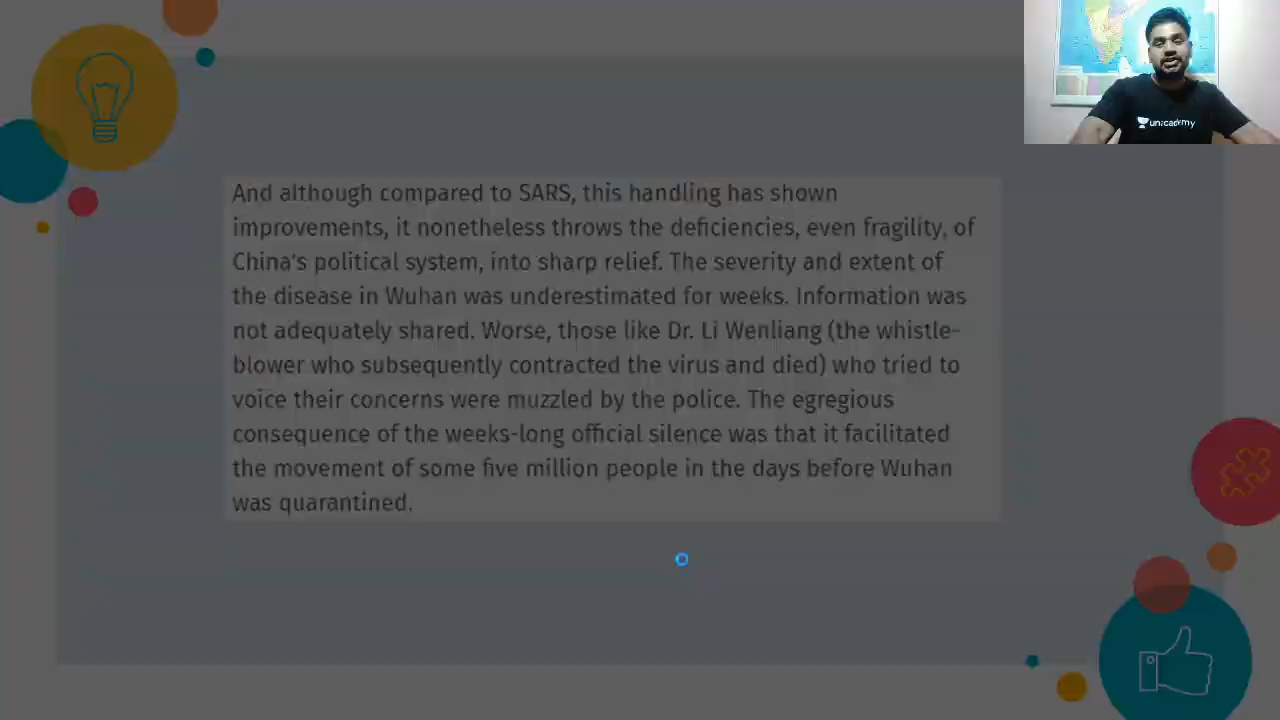 unacademy
And although compared to SARS, this handling has shown
improvements, it nonetheless throws the deficiencies, even fragility, of
China's political system, into sharp relief. The severity and extent of
the disease in Wuhan was underestimated for weeks. Information was
not adequately shared. Worse, those like Dr. Li Wenliang (the whistle-
blower who subsequently contracted the virus and died) who tried to
voice their concerns were muzzled by the police. The egregious
consequence of the weeks-long official silence was that it facilitated
the movement of some five million people in the days before Wuhan
was quarantined.